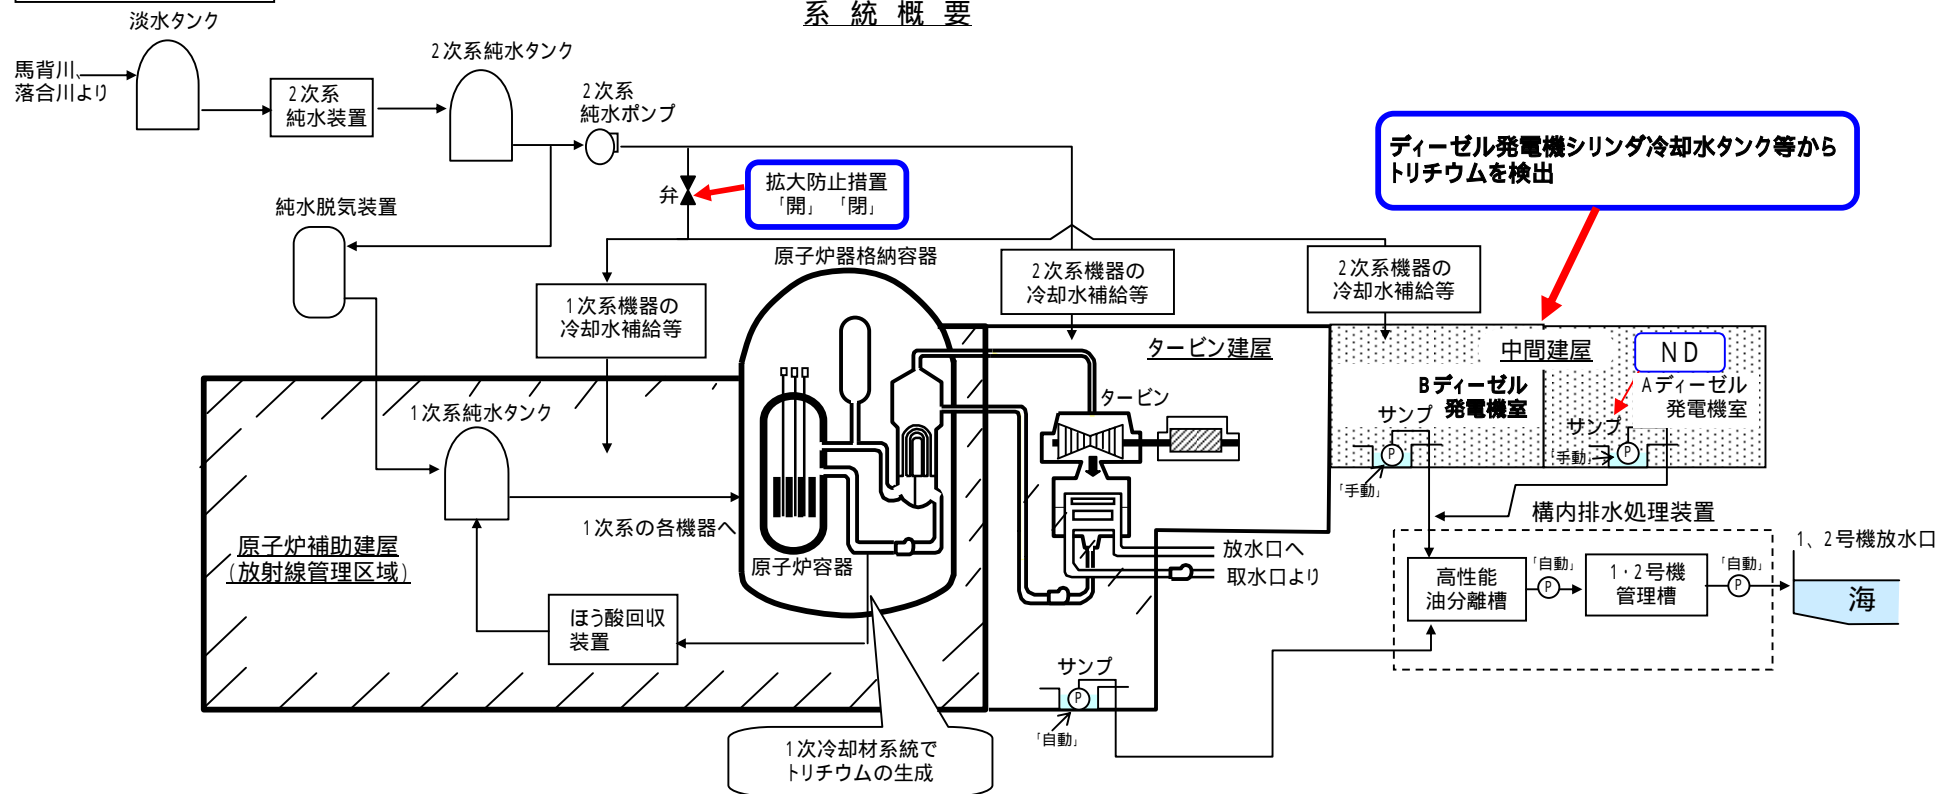 系統概要
淡水タンク
馬背川、
落合川より
2次系
純水装置
2次系純水タンク
2次系
純水ポンプ
純水脱気装置
弁
拡大防止措置
「開」 「閉」
ディーゼル発電機シリンダ冷却水タンク等から
トリチウムを検出
原子炉器格納容器
1次系機器の
冷却水補給等
2次系機器の
冷却水補給等
2次系機器の
冷却水補給等
タービン建屋
中間建屋
ND
Bディーゼル
発電機室
Aディーゼル
発電機室
サンプ
サンプ
P
P
「手動」
「手動」
タービン
1次系純水タンク
1次系の各機器へ
原子炉容器
原子炉補助建屋
(放射線管理区域)
ほう酸回収
装置
放水口へ
取水口より
構内排水処理装置
高性能
油分離槽
「自動」
P
1・2号機
管理槽
「自動」
P
1、2号機放水口
海
サンプ
P
「自動」
1次冷却材系統で
トリチウムの生成